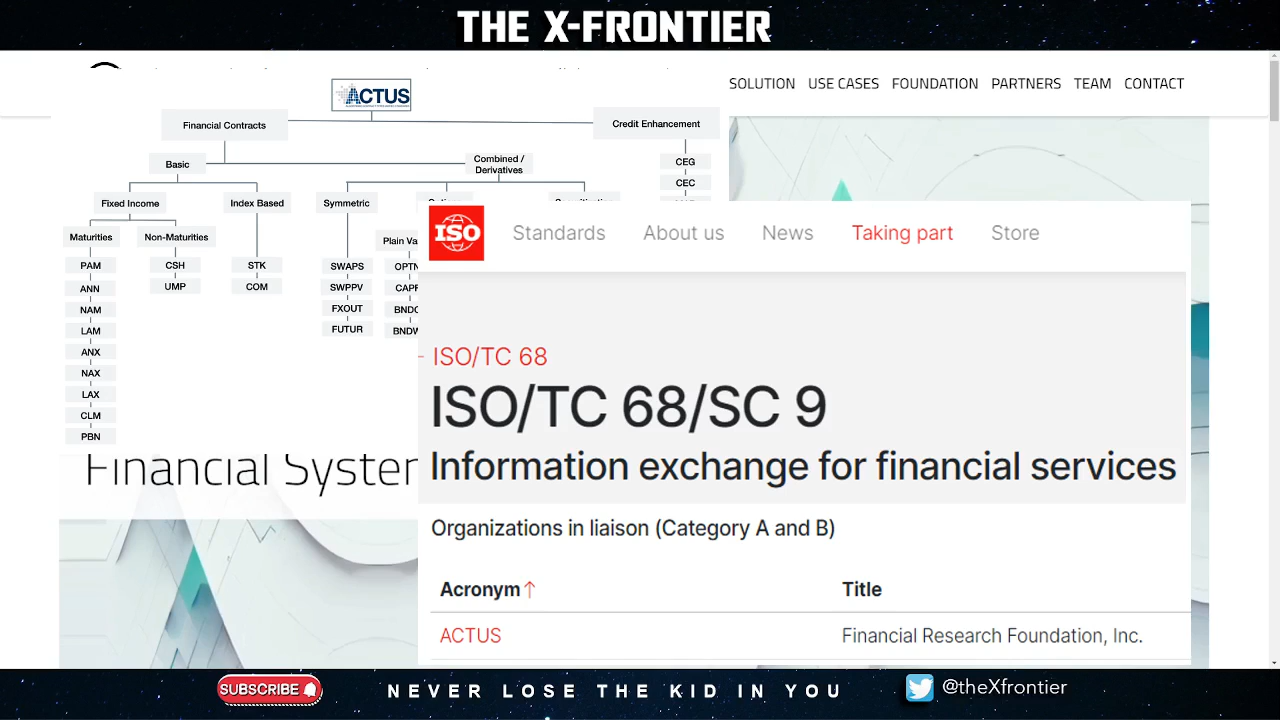 THE X-FRONTIER
SOLUTION USE CASES FOUNDATION PARTNERS TEAM CONTACT
ACTUS
Financial Contracts
Credit Enhancement
Basic
Combined /
Derivatives
CEG
CEC
Fixed Income
Index Based
Symmetric
Maturities
Non-Maturities
Plain Va
PAM
CSH
STK
SWAPS
OPTN
ANN
UMP
COM
SWPPV
CAPF
NAM
FXOUT
LAM
FUTUR
BNDW
ANX
NAX
LAX
CLM
PBN
Financial System
ISO
Standards About us News Taking part Store
ISO/TC 68
ISO/TC 68/SC 9
Information exchange for financial services
Organizations in liaison (Category A and B)
Acronym↑ Title
ACTUS Financial Research Foundation, Inc.
SUBSCRIBE
NEVER LOSE THE KID IN YOU
@theXfrontier